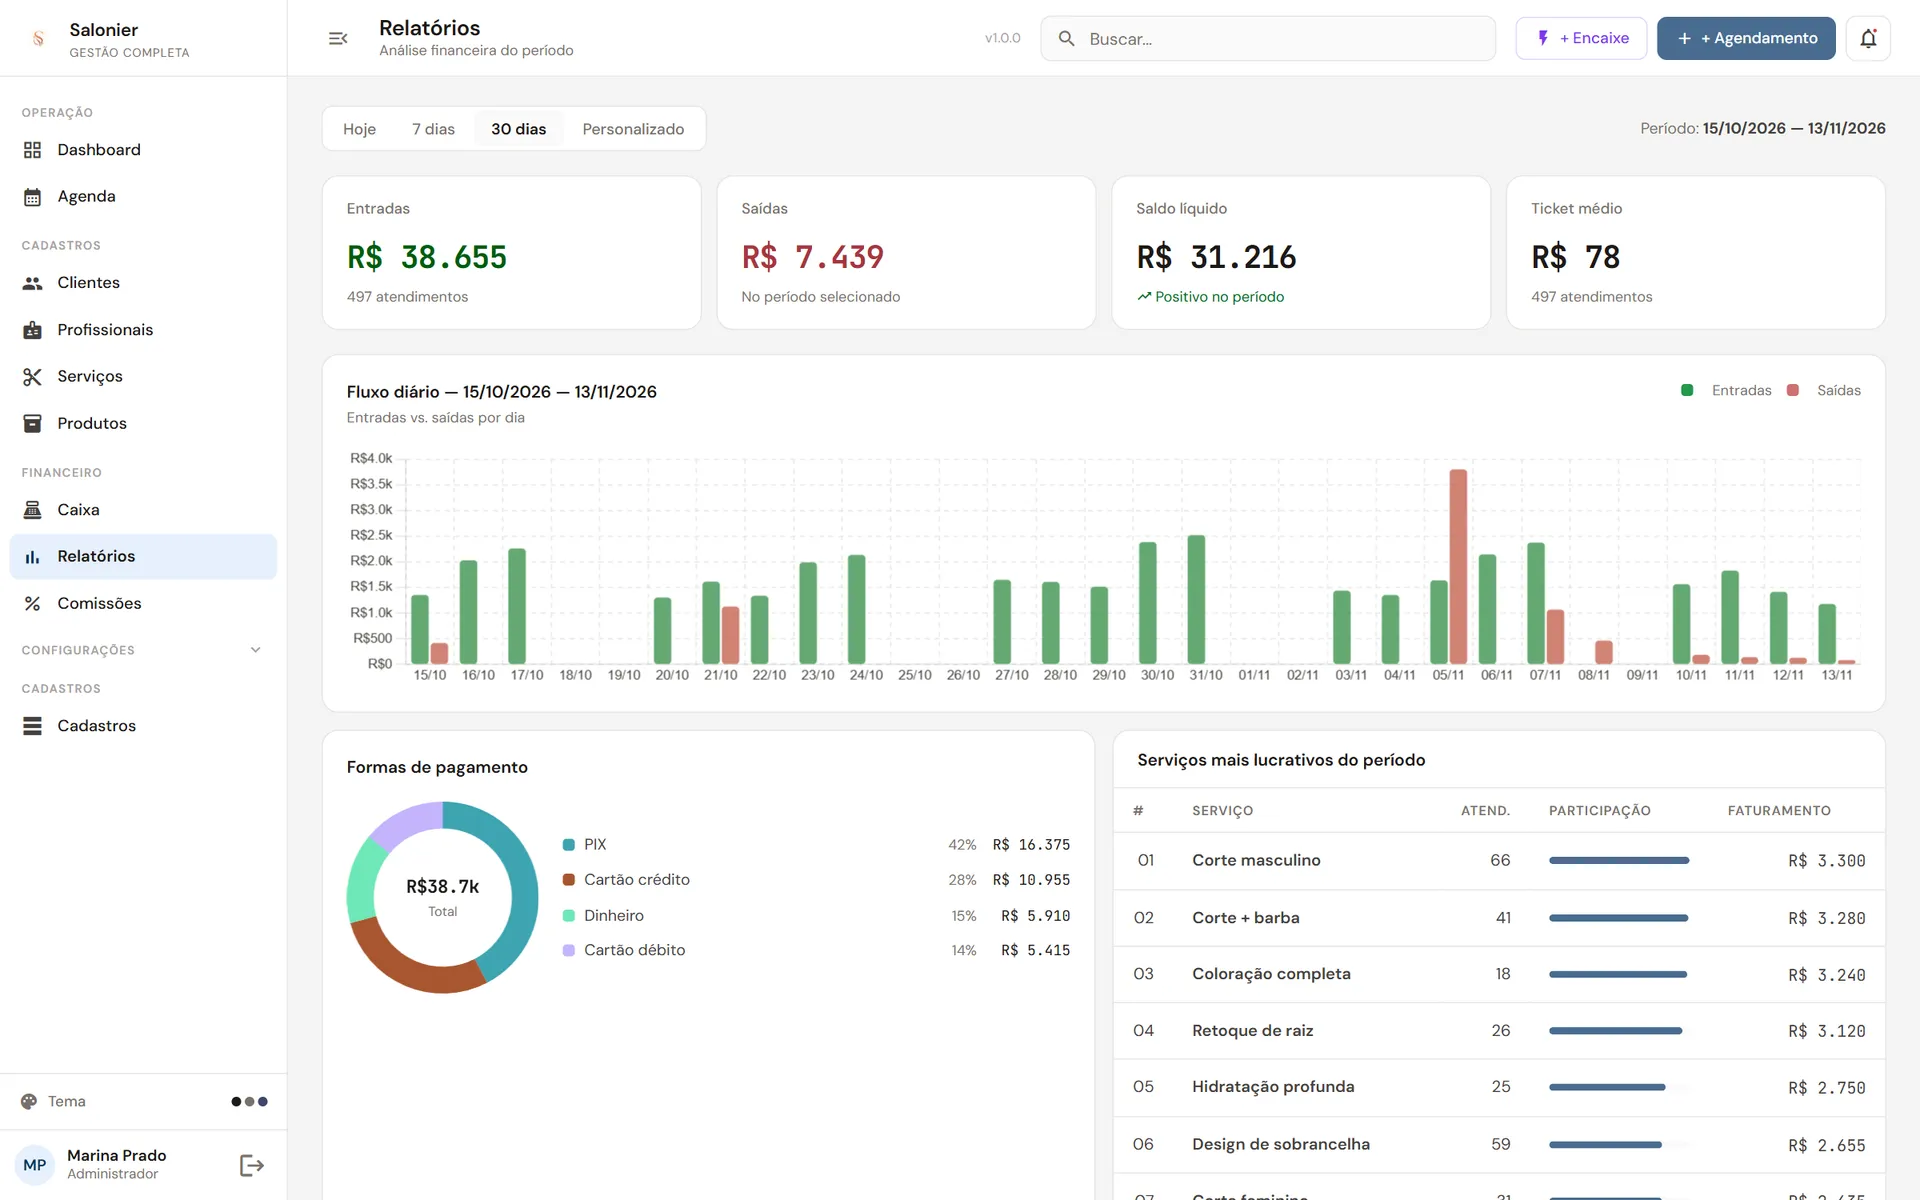 Salonier
GESTÃO COMPLETA
Relatórios
Análise financeira do período
v1.0.0
Buscar...
+ Encaixe
+ + Agendamento
OPERAÇÃO
Dashboard
Agenda
CADASTROS
Clientes
Profissionais
Serviços
Produtos
FINANCEIRO
Caixa
Relatórios
Comissões
CONFIGURAÇÕES
CADASTROS
Cadastros
Tema
MP
Marina Prado
Administrador
Hoje 7 dias 30 dias Personalizado
Período: 15/10/2026 — 13/11/2026
Entradas
R$ 38.655
497 atendimentos
Saídas
R$ 7.439
No período selecionado
Saldo líquido
R$ 31.216
Positivo no período
Ticket médio
R$ 78
497 atendimentos
Fluxo diário — 15/10/2026 — 13/11/2026
Entradas vs. saídas por dia
Entradas Saídas
R$4.0k
R$3.5k
R$3.0k
R$2.5k
R$2.0k
R$1.5k
R$1.0k
R$500
R$0
15/10 16/10 17/10 18/10 19/10 20/10 21/10 22/10 23/10 24/10 25/10 26/10 27/10 28/10 29/10 30/10 31/10 01/11 02/11 03/11 04/11 05/11 06/11 07/11 08/11 09/11 10/11 11/11 12/11 13/11
Formas de pagamento
R$38.7k
Total
PIX 42% R$ 16.375
Cartão crédito 28% R$ 10.955
Dinheiro 15% R$ 5.910
Cartão débito 14% R$ 5.415
Serviços mais lucrativos do período
# SERVIÇO ATEND. PARTICIPAÇÃO FATURAMENTO
01 Corte masculino 66 R$ 3.300
02 Corte + barba 41 R$ 3.280
03 Coloração completa 18 R$ 3.240
04 Retoque de raiz 26 R$ 3.120
05 Hidratação profunda 25 R$ 2.750
06 Design de sobrancelha 59 R$ 2.655
07 Corte feminino 31